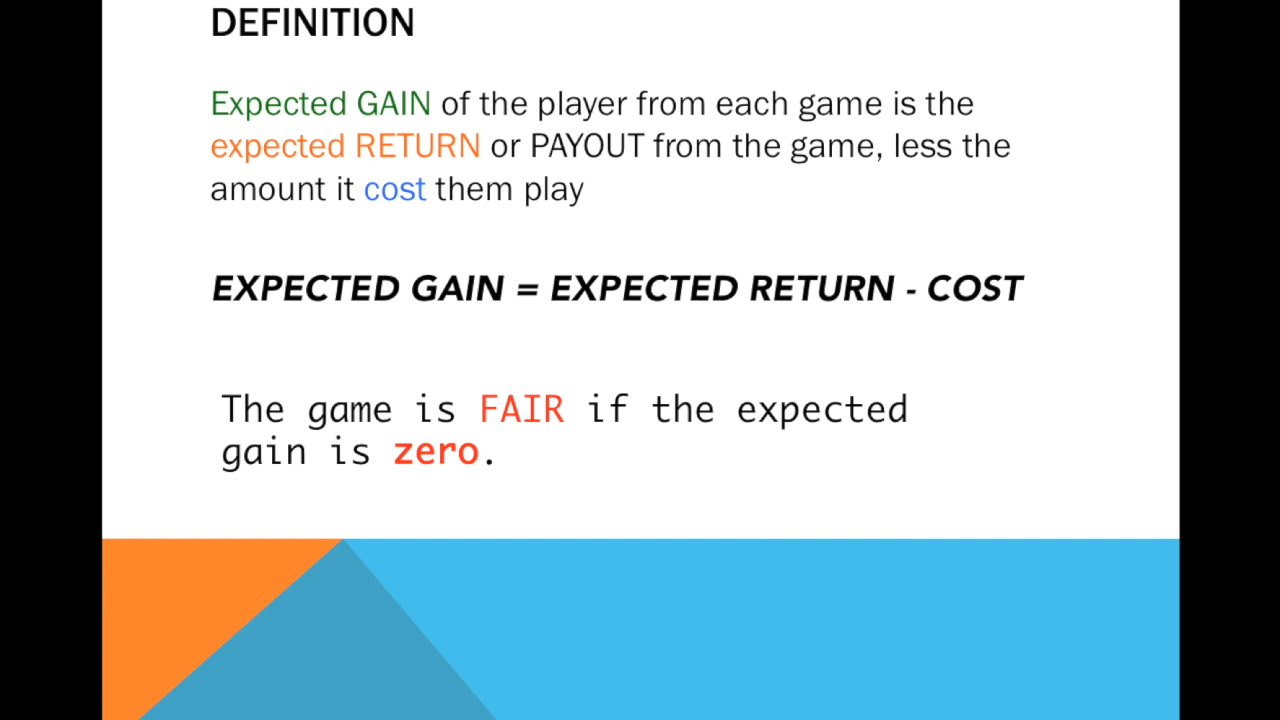 DEFINITION
Expected GAIN of the player from each game is the
expected RETURN or PAYOUT from the game, less the
amount it cost them play
EXPECTED GAIN = EXPECTED RETURN - COST
The game is FAIR if the expected
gain is zero.